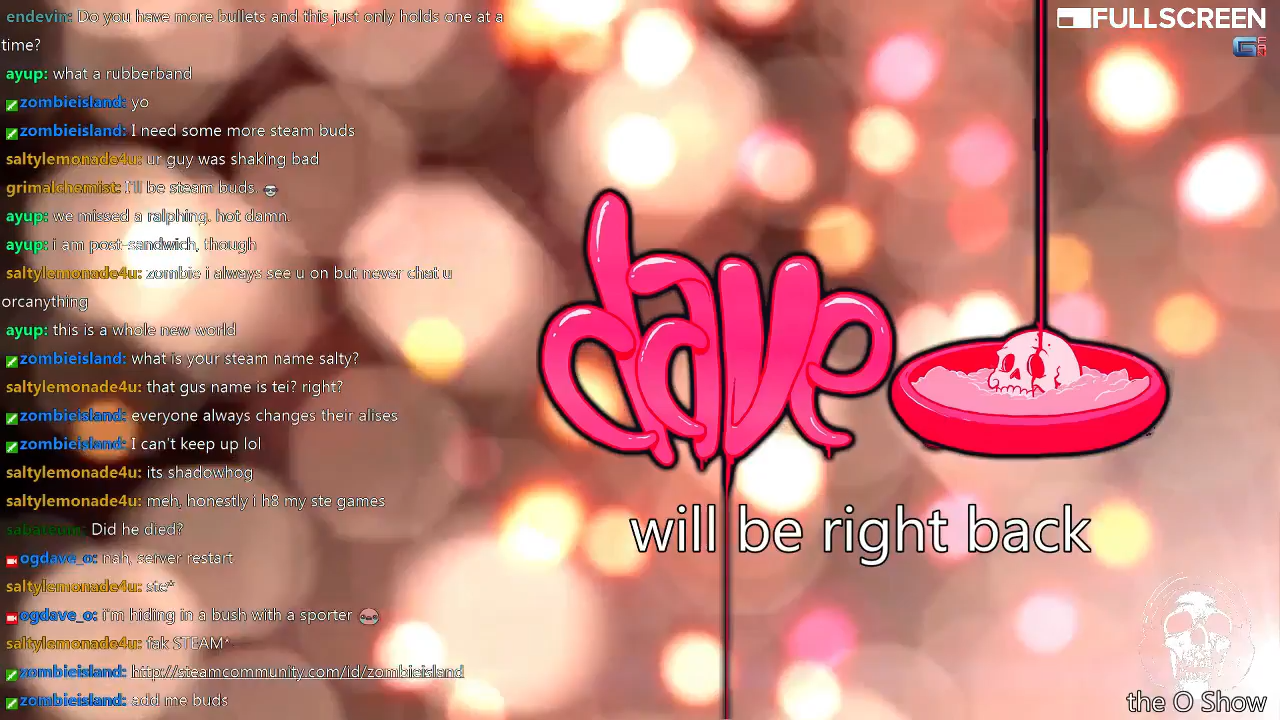 endevin: Do you have more bullets and this just only holds one at a
time?
ayup: what a rubberband
zombieisland: yo
zombieisland: I need some more steam buds
saltylemonade4u: ur guy was shaking bad
grimalchemist: I'll be steam buds.
ayup: we missed a ralphing, hot damn.
ayup: i am post-sandwich, though
saltylemonade4u: zombie i always see u on but never chat u
orcanything
ayup: this is a whole new world
zombieisland: what is your steam name salty?
saltylemonade4u: that gus name is tei? right?
zombieisland: everyone always changes their alises
zombieisland: I can't keep up lol
saltylemonade4u: its shadowhog
saltylemonade4u: meh, honestly i h8 my ste games
Did he died?
ogdave_o: nah, server restart
saltylemonade4u: ste*
ogdave_o: i'm hiding in a bush with a sporter
saltylemonade4u: fak STEAM*
zombieisland: http://steamcommunity.com/id/zombieisland
zombieisland: add me buds
FULLSCREEN
dave
will be right back
the O Show